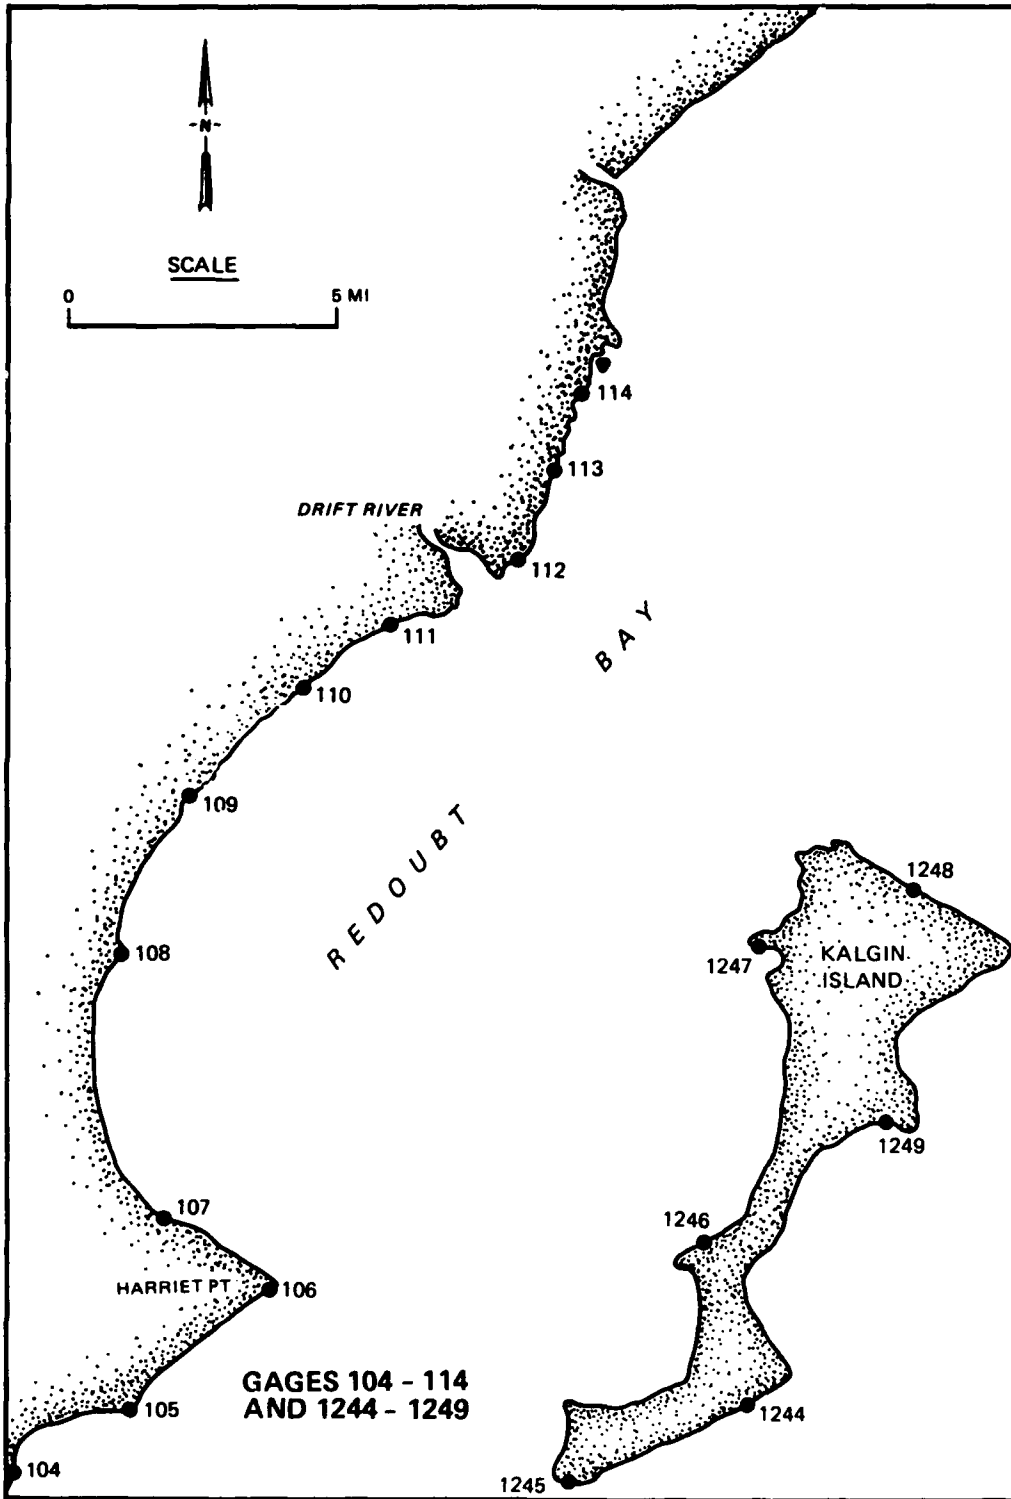 -N-
SCALE
0 5 MI
114
113
DRIFT RIVER
112
111
BAY
110
109
REDOUBT
1248
108
1247
KALGIN
ISLAND
1249
107
1246
HARRIET PT
106
GAGES 104 - 114
AND 1244 - 1249
105
1244
104
1245